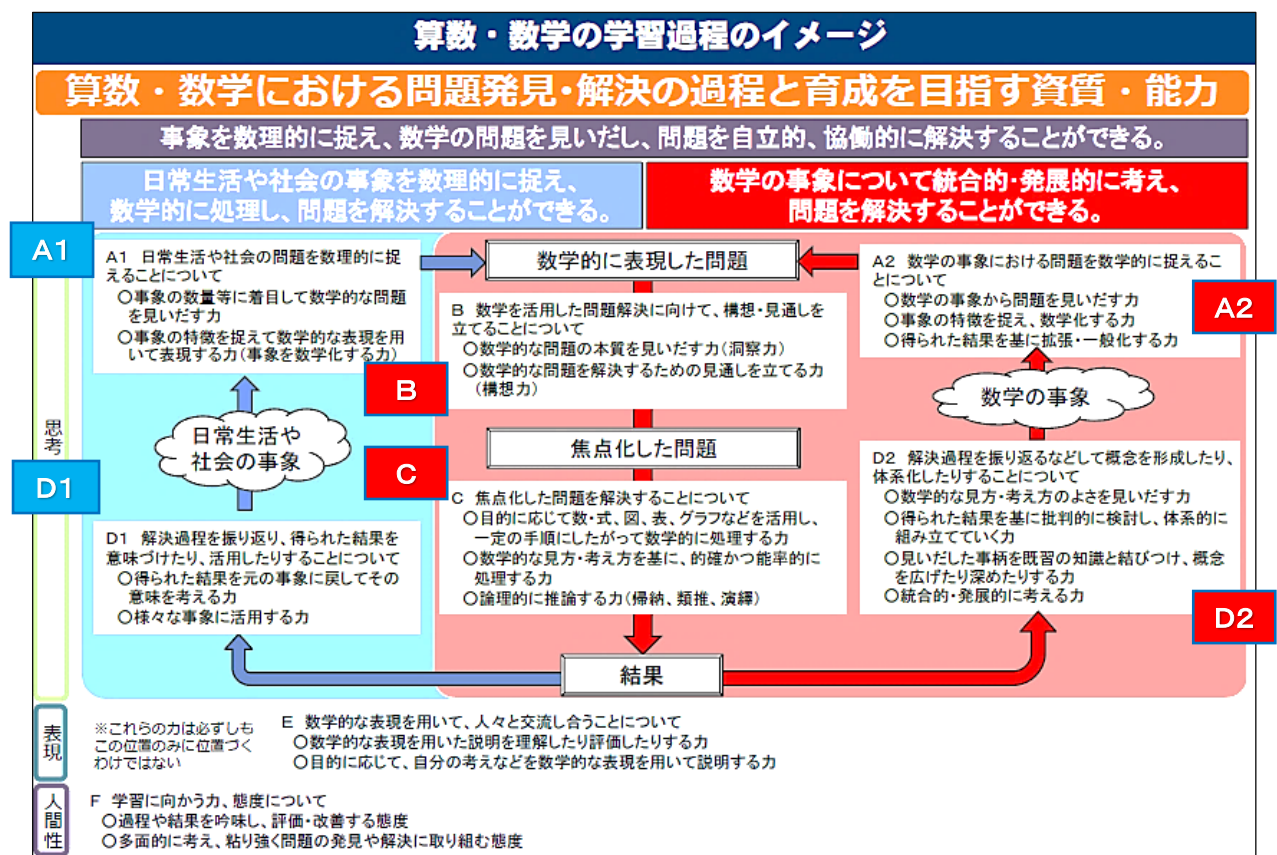 算数・数学の学習過程のイメージ
算数・数学における問題発見・解決の過程と育成を目指す資質・能力
事象を数理的に捉え、数学の問題を見いだし、問題を自立的、協働的に解決することができる。
日常生活や社会の事象を数理的に捉え、
数学的に処理し、問題を解決することができる。
数学の事象について統合的・発展的に考え、
問題を解決することができる。
A1
A1 日常生活や社会の問題を数理的に捉
えることについて
○事象の数量等に着目して数学的な問題
を見いだす力
○事象の特徴を捉えて数学的な表現を用
いて表現する力(事象を数学化する力)
数学的に表現した問題
A2 数学の事象における問題を数学的に捉えるこ
とについて
○数学の事象から問題を見いだす力
○事象の特徴を捉え、数学化する力
○得られた結果を基に拡張・一般化する力
A2
B 数学を活用した問題解決に向けて、構想・見通しを
立てることについて
○数学的な問題の本質を見いだす力(洞察力)
○数学的な問題を解決するための見通しを立てる力
(構想力)
B
数学の事象
思考
日常生活や
社会の事象
焦点化した問題
C
D1
C 焦点化した問題を解決することについて
○目的に応じて数・式、図、表、グラフなどを活用し、
一定の手順にしたがって数学的に処理する力
○数学的な見方・考え方を基に、的確かつ能率的に
処理する力
○論理的に推論する力(帰納、類推、演繹)
D2 解決過程を振り返るなどして概念を形成したり、
体系化したりすることについて
○数学的な見方・考え方のよさを見いだす力
○得られた結果を基に批判的に検討し、体系的に
組み立てていく力
○見いだした事柄を既習の知識と結びつけ、概念
を広げたり深めたりする力
○統合的・発展的に考える力
D2
D1 解決過程を振り返り、得られた結果を
意味づけたり、活用したりすることについて
○得られた結果を元の事象に戻してその
意味を考える力
○様々な事象に活用する力
結果
表現
※これらの力は必ずしも
この位置のみに位置づく
わけではない
E 数学的な表現を用いて、人々と交流し合うことについて
○数学的な表現を用いた説明を理解したり評価したりする力
○目的に応じて、自分の考えなどを数学的な表現を用いて説明する力
人間性
F 学習に向かう力、態度について
○過程や結果を吟味し、評価・改善する態度
○多面的に考え、粘り強く問題の発見や解決に取り組む態度